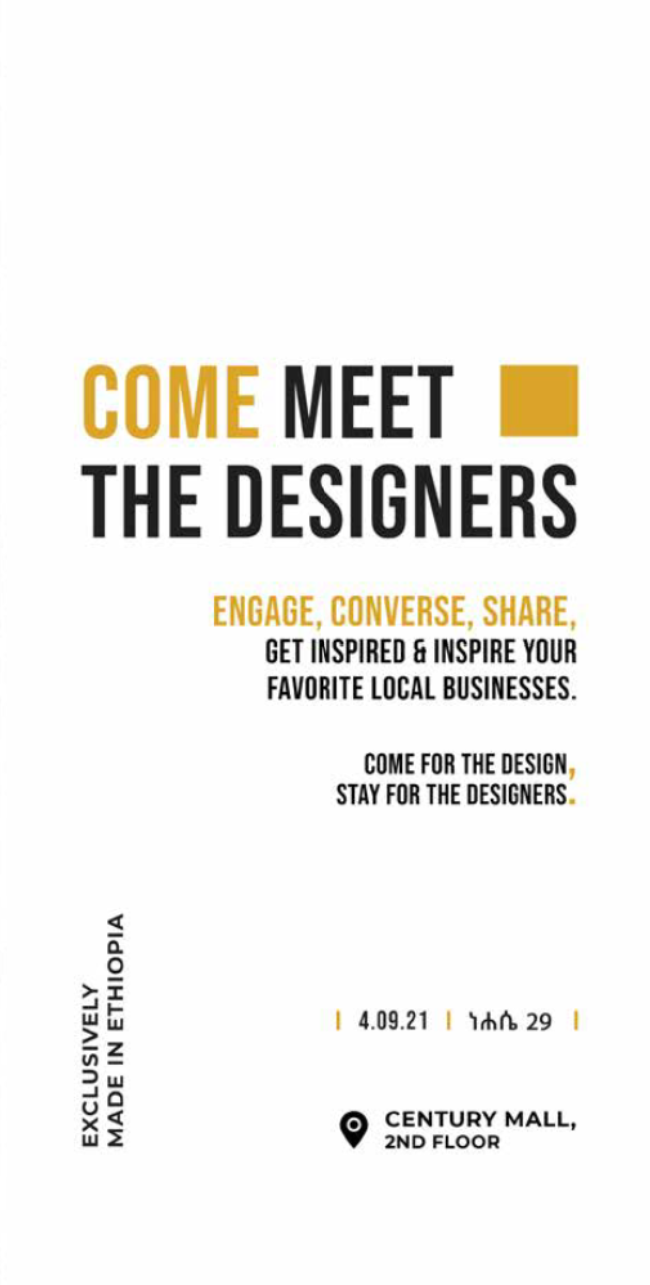 COME MEET
THE DESIGNERS
ENGAGE, CONVERSE, SHARE,
GET INSPIRED & INSPIRE YOUR
FAVORITE LOCAL BUSINESSES.
COME FOR THE DESIGN,
STAY FOR THE DESIGNERS.
EXCLUSIVELY
MADE IN ETHIOPIA
| 4.09.21 | ነሐሴ 29 |
CENTURY MALL,
2ND FLOOR